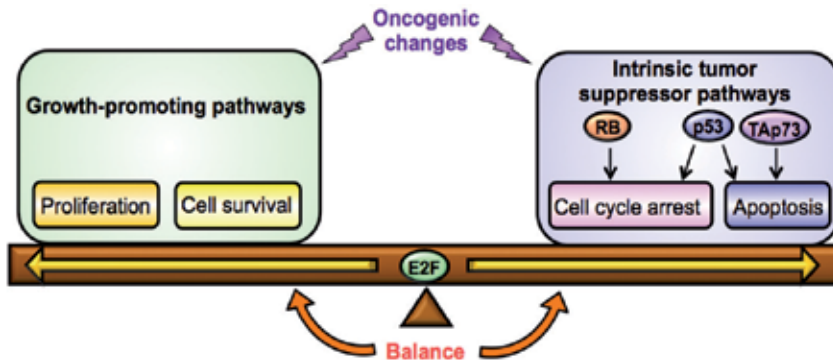 Oncogenic
changes
Growth-promoting pathways
Proliferation
Cell survival
Intrinsic tumor
suppressor pathways
RB
p53
TAp73
Cell cycle arrest
Apoptosis
E2F
Balance